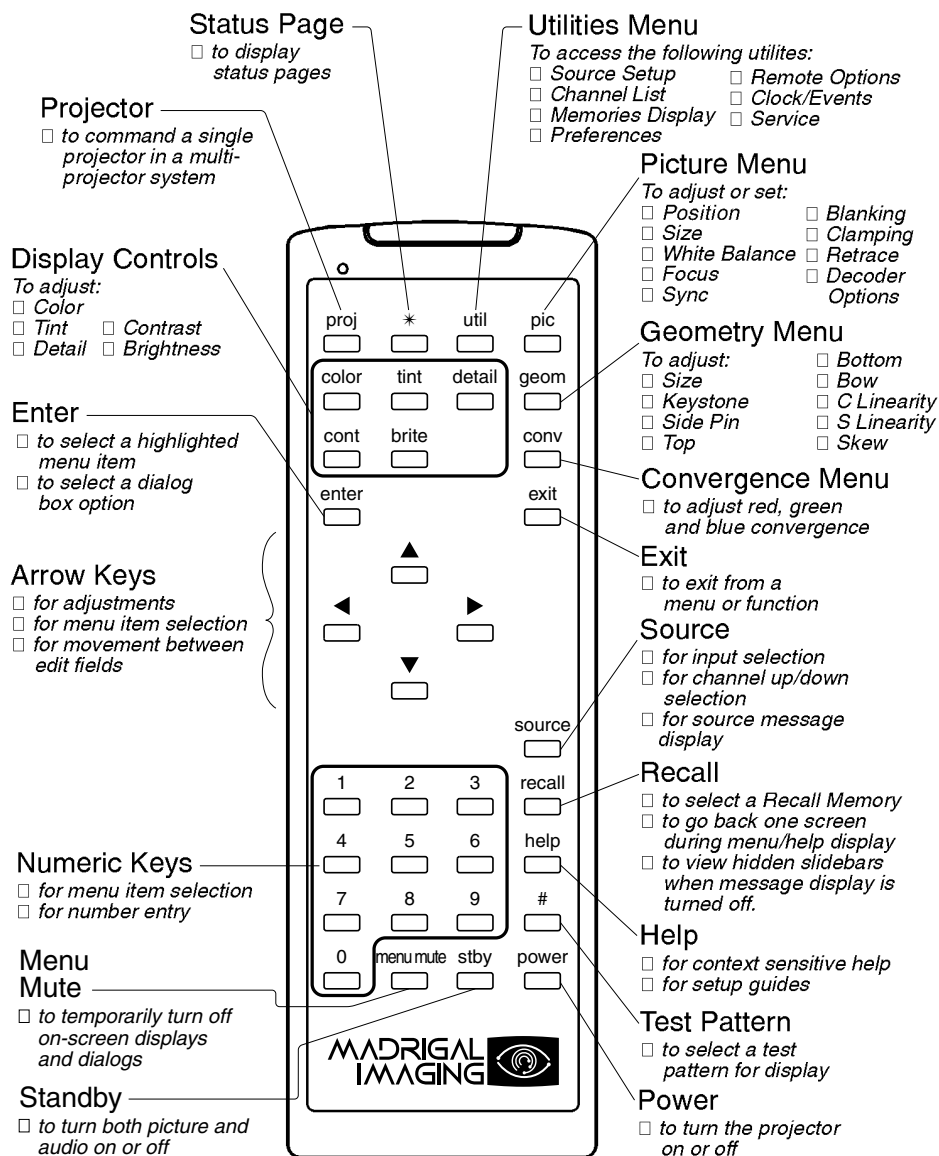 Status Page
□ to display
status pages
Utilities Menu
To access the following utilites:
□ Source Setup
□ Channel List
□ Memories Display
□ Preferences
□ Remote Options
□ Clock/Events
□ Service
Projector
□ to command a single
projector in a multi-
projector system
Picture Menu
To adjust or set:
□ Position
□ Size
□ White Balance
□ Focus
□ Sync
□ Blanking
□ Clamping
□ Retrace
□ Decoder
Options
Display Controls
To adjust:
□ Color
□ Tint
□ Detail
□ Contrast
□ Brightness
Geometry Menu
To adjust:
□ Size
□ Keystone
□ Side Pin
□ Top
□ Bottom
□ Bow
□ C Linearity
□ S Linearity
□ Skew
Enter
□ to select a highlighted
menu item
□ to select a dialog
box option
Convergence Menu
□ to adjust red, green
and blue convergence
Exit
□ to exit from a
menu or function
Arrow Keys
□ for adjustments
□ for menu item selection
□ for movement between
edit fields
Source
□ for input selection
□ for channel up/down
selection
□ for source message
display
Recall
□ to select a Recall Memory
□ to go back one screen
during menu/help display
□ to view hidden slidebars
when message display is
turned off.
Numeric Keys
□ for menu item selection
□ for number entry
Help
□ for context sensitive help
□ for setup guides
Menu
Mute
□ to temporarily turn off
on-screen displays
and dialogs
Test Pattern
□ to select a test
pattern for display
Standby
□ to turn both picture and
audio on or off
Power
□ to turn the projector
on or off
proj ✴ util pic
color tint detail geom
cont brite conv
enter exit
▲
◀ ▶
▼
source
1 2 3 recall
4 5 6 help
7 8 9 #
0 menu mute stby power
MADRIGAL
IMAGING